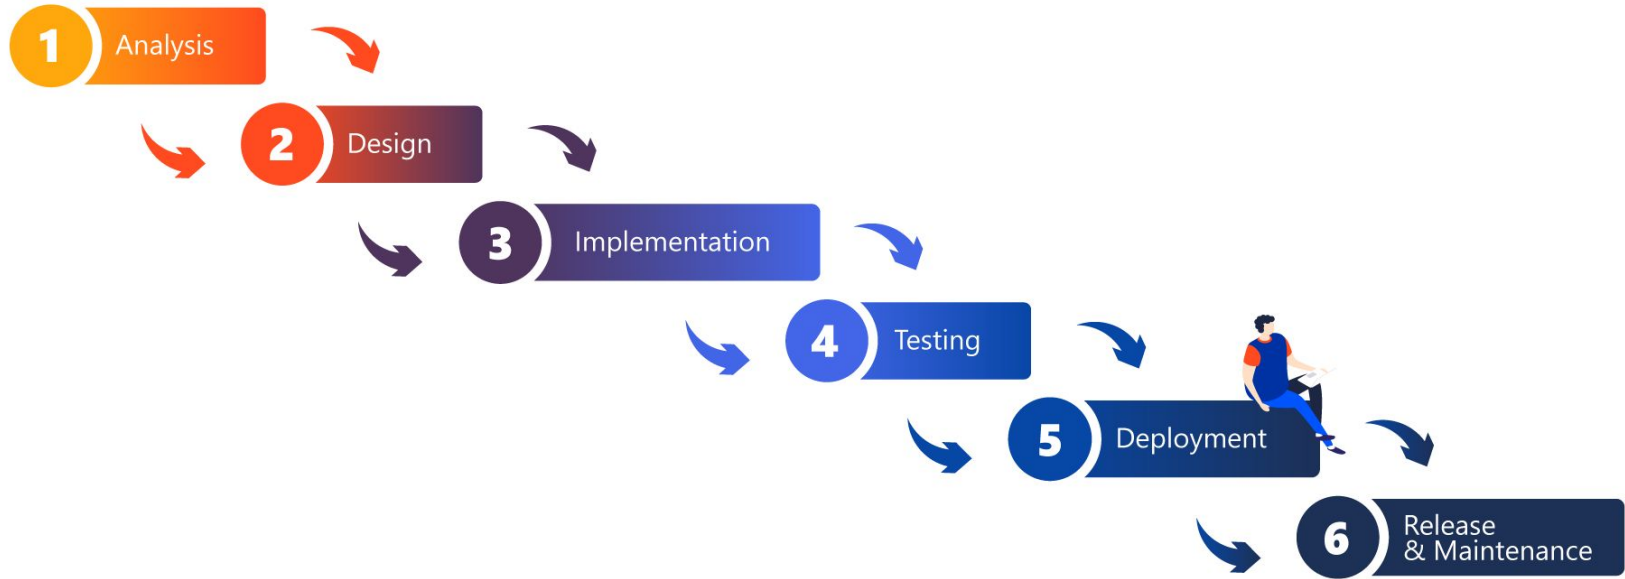 1
Analysis
2
Design
3
Implementation
4
Testing
5
Deployment
6
Release
& Maintenance